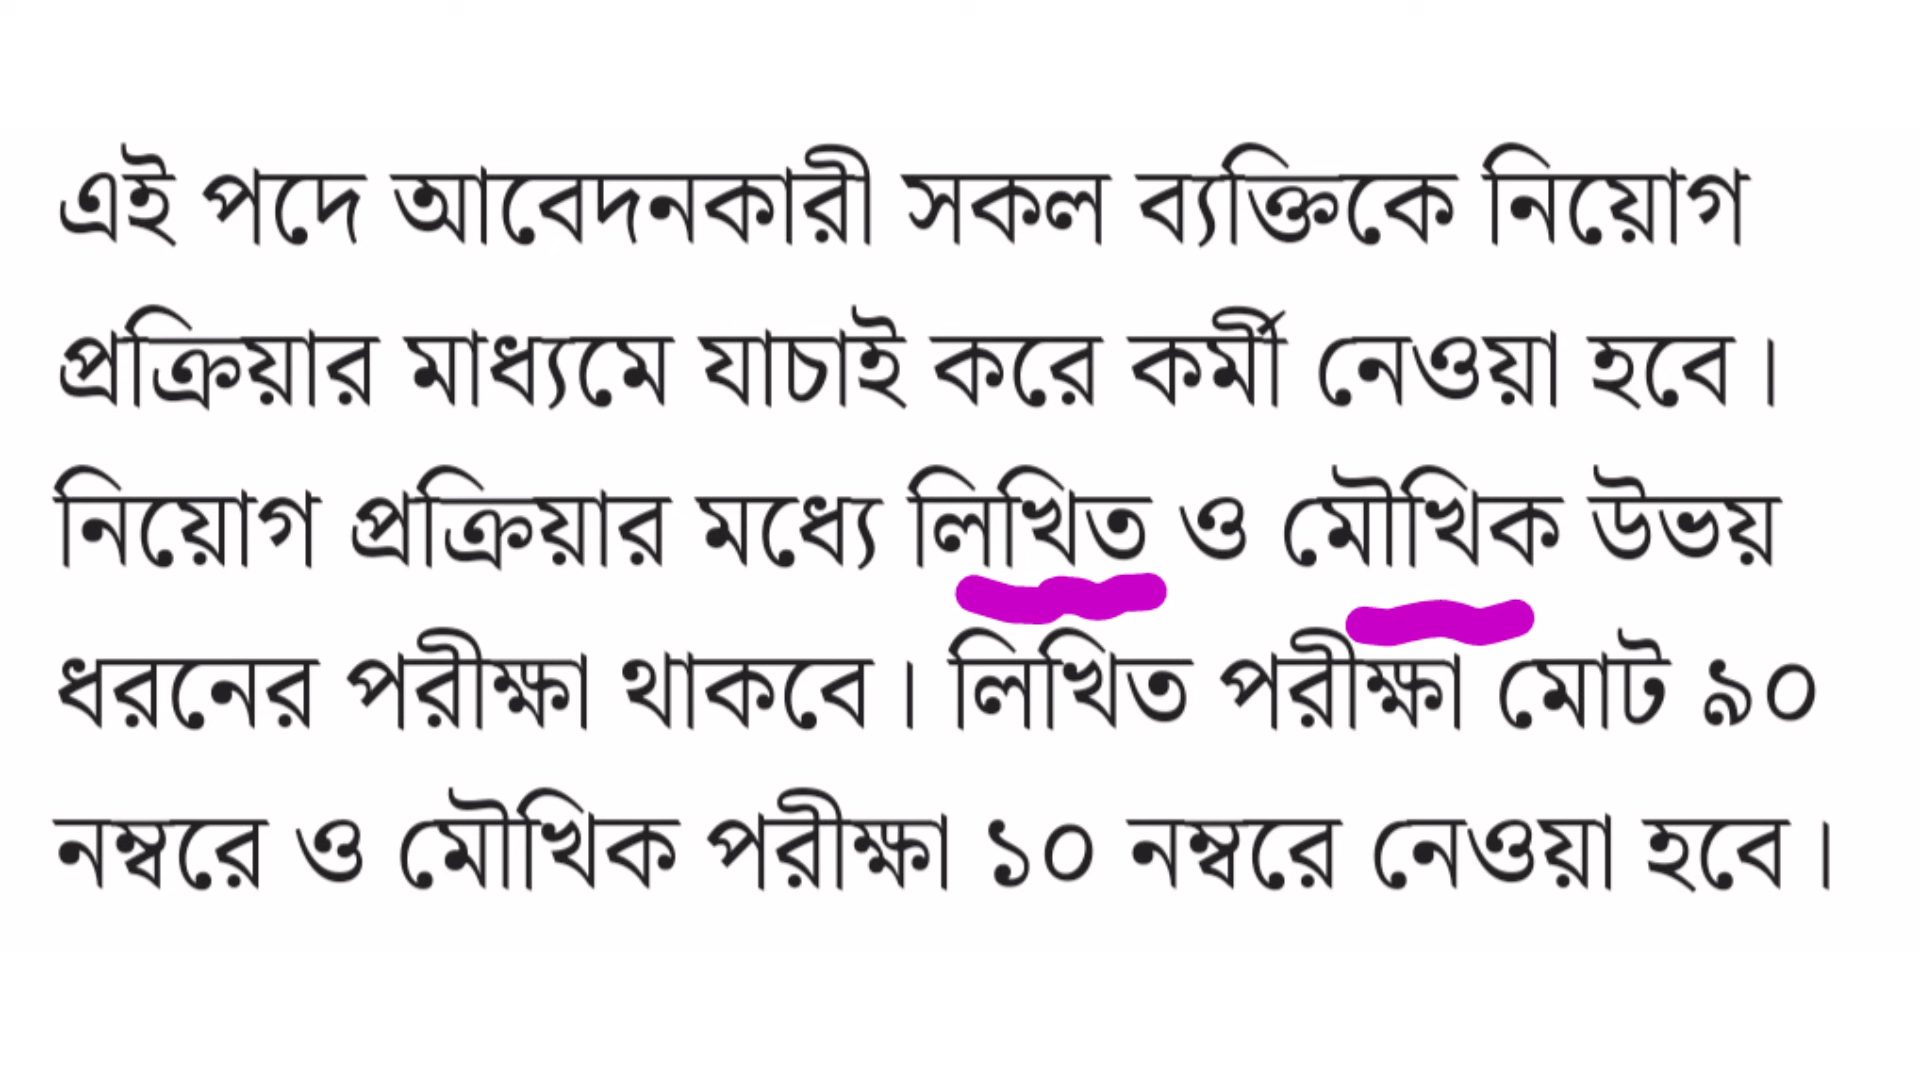 এই পদে আবেদনকারী সকল ব্যক্তিকে নিয়োগ
প্রক্রিয়ার মাধ্যমে যাচাই করে কর্মী নেওয়া হবে।
নিয়োগ প্রক্রিয়ার মধ্যে লিখিত ও মৌখিক উভয়
ধরনের পরীক্ষা থাকবে। লিখিত পরীক্ষা মোট ৯০
নম্বরে ও মৌখিক পরীক্ষা ১০ নম্বরে নেওয়া হবে।